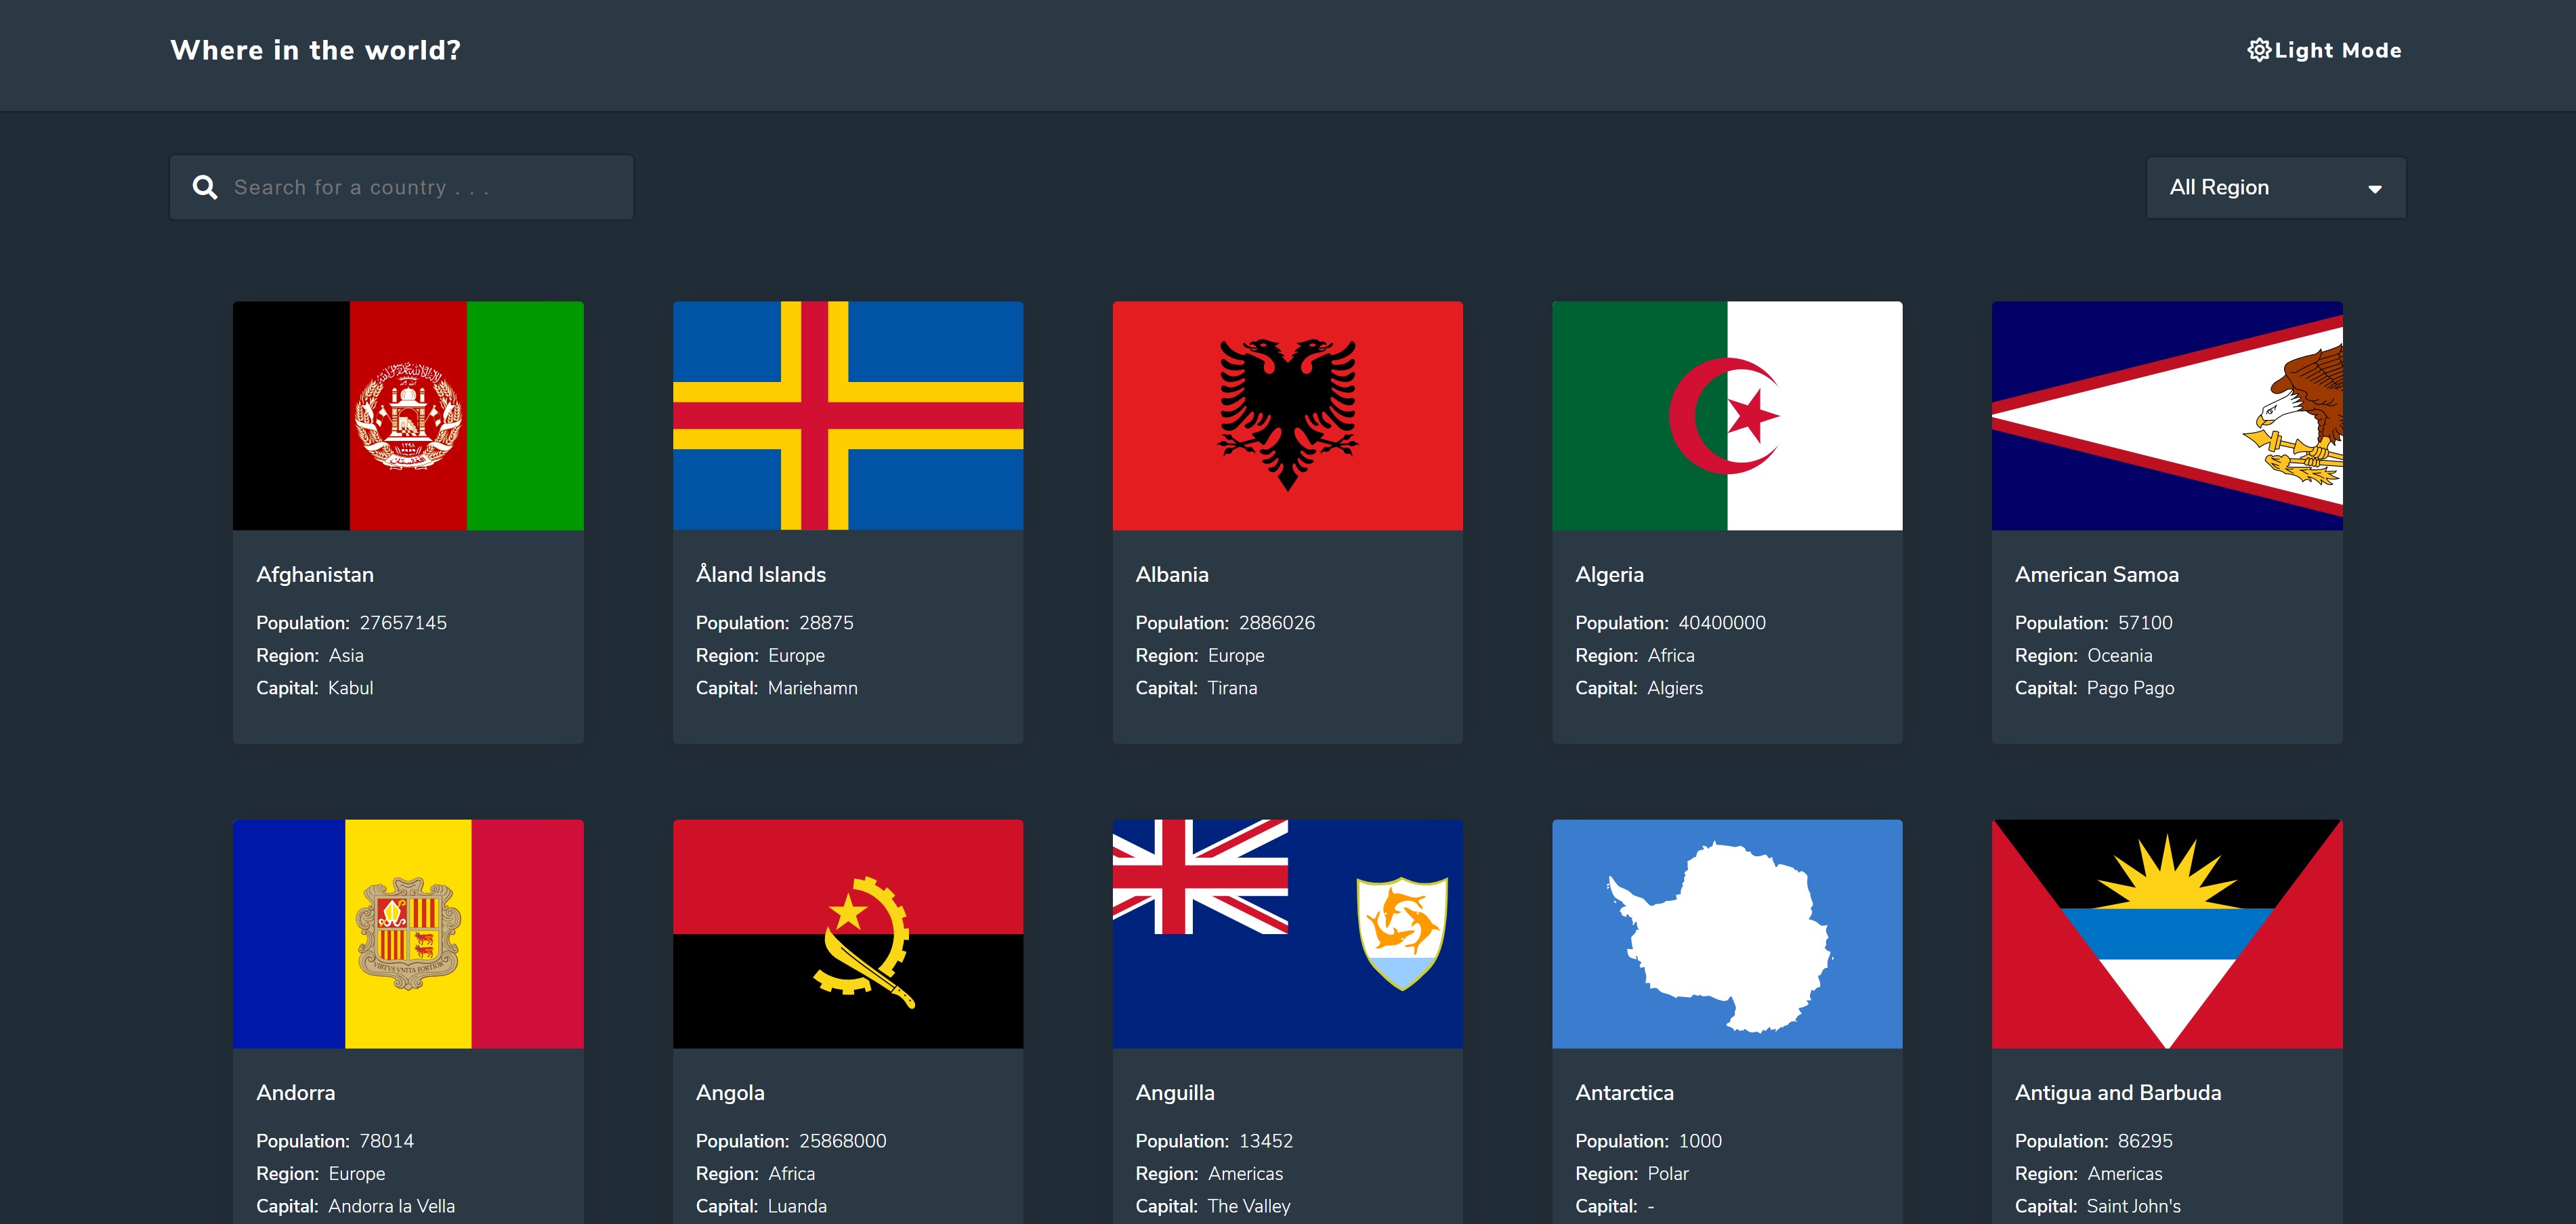 Where in the world?
Light Mode
Search for a country . . .
All Region
Afghanistan
Population: 27657145
Region: Asia
Capital: Kabul
Åland Islands
Population: 28875
Region: Europe
Capital: Mariehamn
Albania
Population: 2886026
Region: Europe
Capital: Tirana
Algeria
Population: 40400000
Region: Africa
Capital: Algiers
American Samoa
Population: 57100
Region: Oceania
Capital: Pago Pago
VIRTVS VNITA FORTIOR
Andorra
Population: 78014
Region: Europe
Capital: Andorra la Vella
Angola
Population: 25868000
Region: Africa
Capital: Luanda
Anguilla
Population: 13452
Region: Americas
Capital: The Valley
Antarctica
Population: 1000
Region: Polar
Capital: -
Antigua and Barbuda
Population: 86295
Region: Americas
Capital: Saint John's